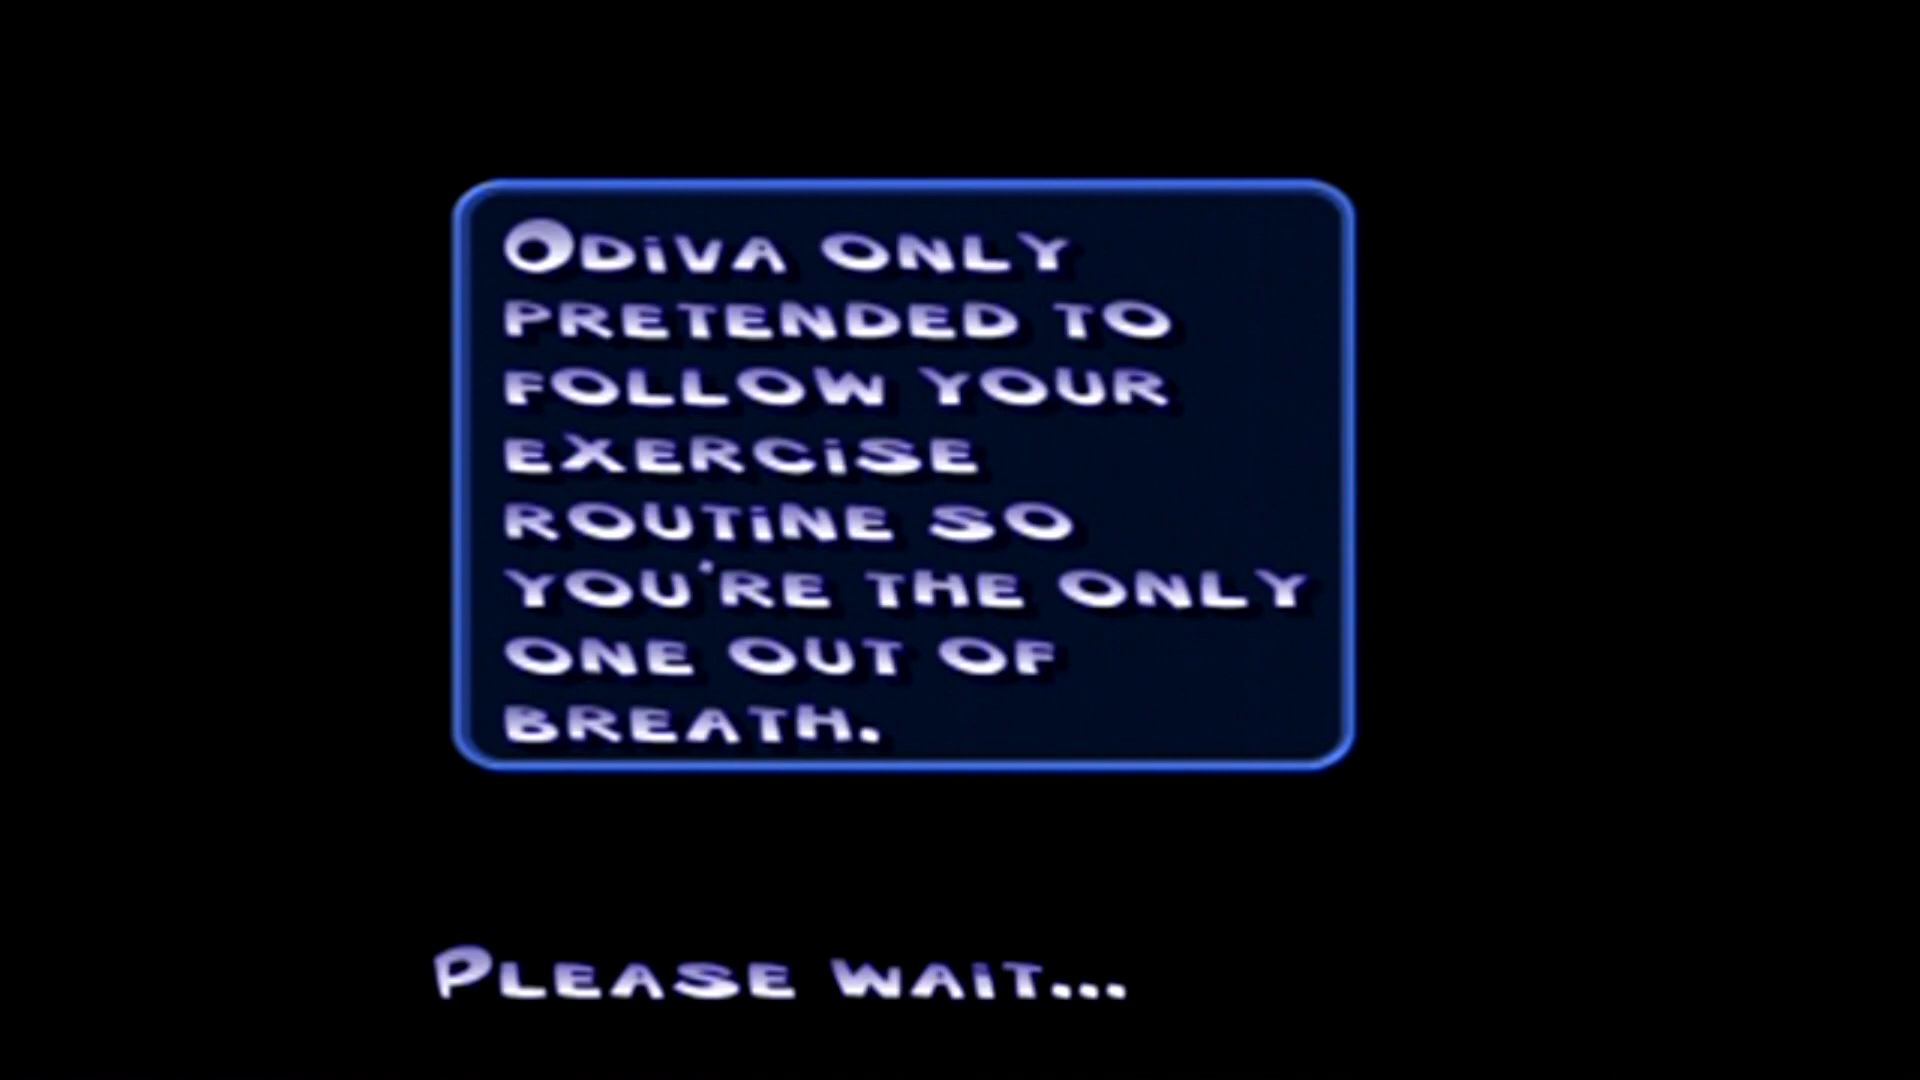 Odiva only
pretended to
follow your
exercise
routine so
you're the only
one out of
breath.
Please wait...